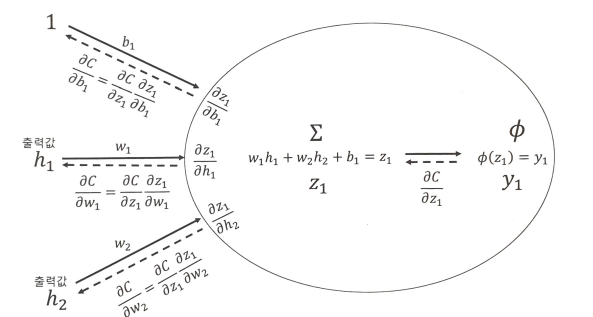 1
b₁
∂C/∂b₁ = ∂C/∂z₁ ∂z₁/∂b₁
∂z₁/∂b₁
출력값
h₁
w₁
∂C/∂w₁ = ∂C/∂z₁ ∂z₁/∂w₁
∂z₁/∂h₁
Σ
w₁h₁ + w₂h₂ + b₁ = z₁
z₁
∂C/∂z₁
ϕ
ϕ(z₁) = y₁
y₁
출력값
h₂
w₂
∂C/∂w₂ = ∂C/∂z₁ ∂z₁/∂w₂
∂z₁/∂h₂